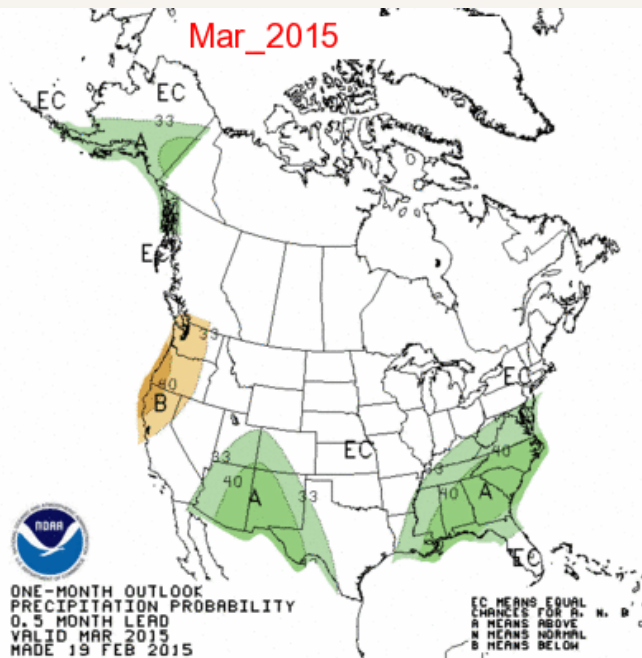 Mar_2015
EC
EC
33
A
EC
33
40
B
EC
33
40
A
33
EC
33
40
40
A
EC
NOAA
ONE-MONTH OUTLOOK
PRECIPITATION PROBABILITY
0.5 MONTH LEAD
VALID MAR 2015
MADE 19 FEB 2015
EC MEANS EQUAL
CHANCES FOR A, N, B
A MEANS ABOVE
N MEANS NORMAL
B MEANS BELOW